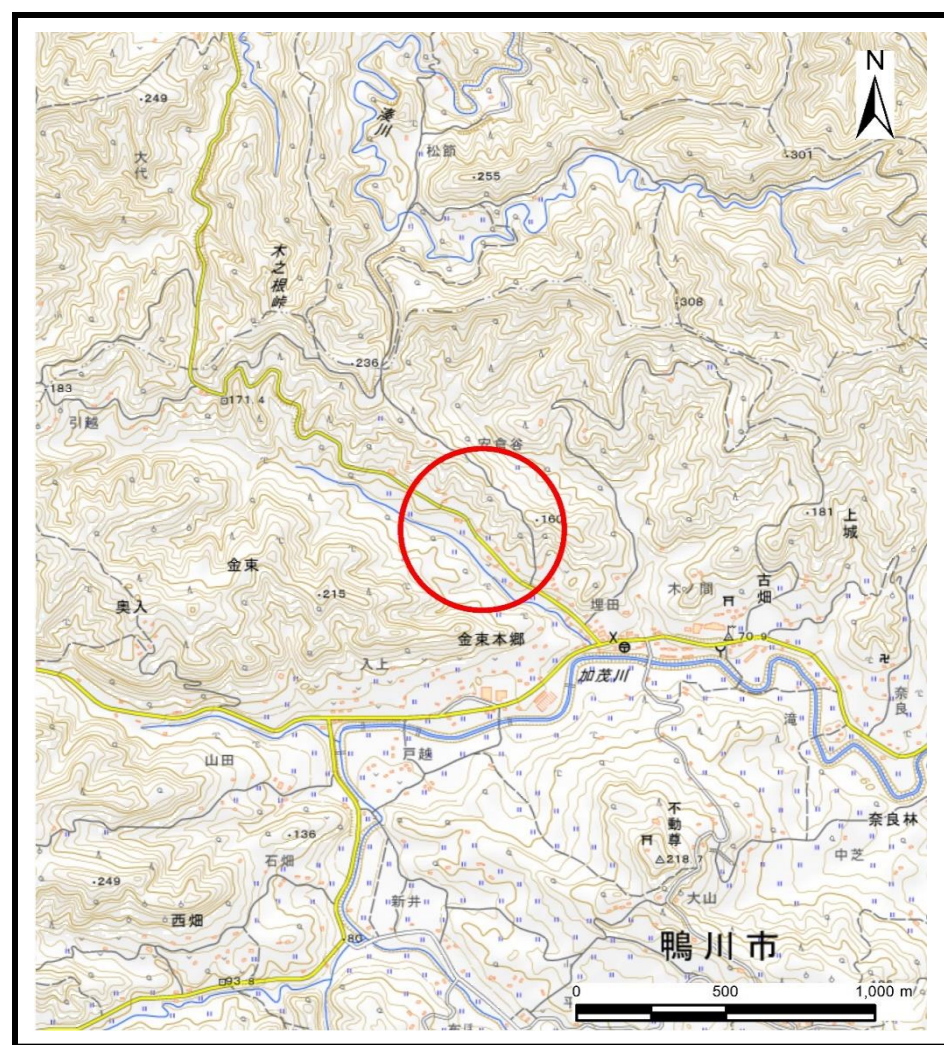 N
249
大代
湊川
松節
255
301
木之根峠
308
236
183
171.4
引越
安倉谷
160
181
上城
金束
215
奥入
木ノ間
古畑
埋田
70.9
金束本郷
入上
加茂川
奈良
滝
山田
戸越
不動尊
奈良林
136
218.7
中芝
石畑
249
大山
西畑
新井
鴨川市
80
93.8
0 500 1,000 m